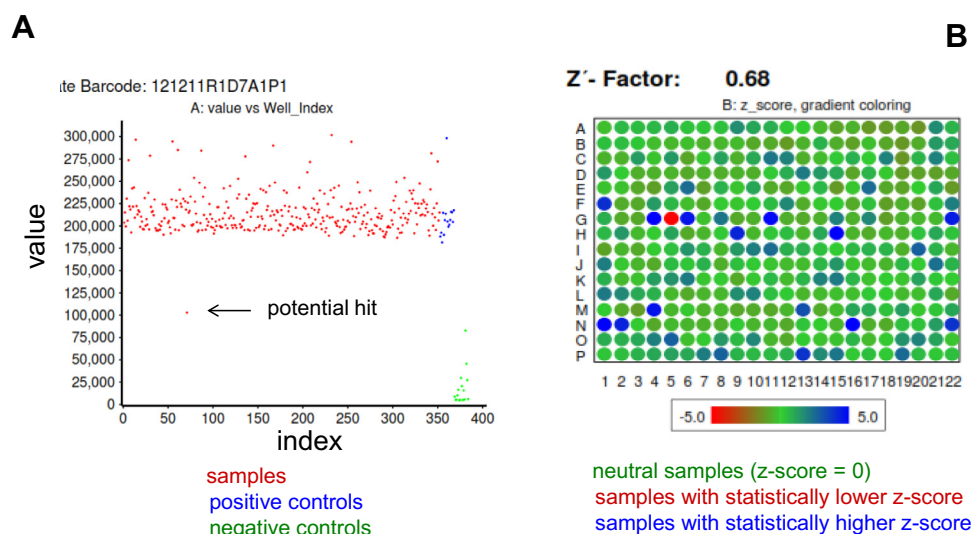 A
B
ate Barcode: 121211R1D7A1P1
A: value vs Well_Index
300,000
275,000
250,000
225,000
200,000
175,000
150,000
125,000
100,000
75,000
50,000
25,000
0
value
potential hit
0 50 100 150 200 250 300 350 400
index
samples
positive controls
negative controls
Z´- Factor: 0.68
B: z_score, gradient coloring
A
B
C
D
E
F
G
H
I
J
K
L
M
N
O
P
1 2 3 4 5 6 7 8 9 10 11 12 13 14 15 16 17 18 19 20 21 22
-5.0 5.0
neutral samples (z-score = 0)
samples with statistically lower z-score
samples with statistically higher z-score